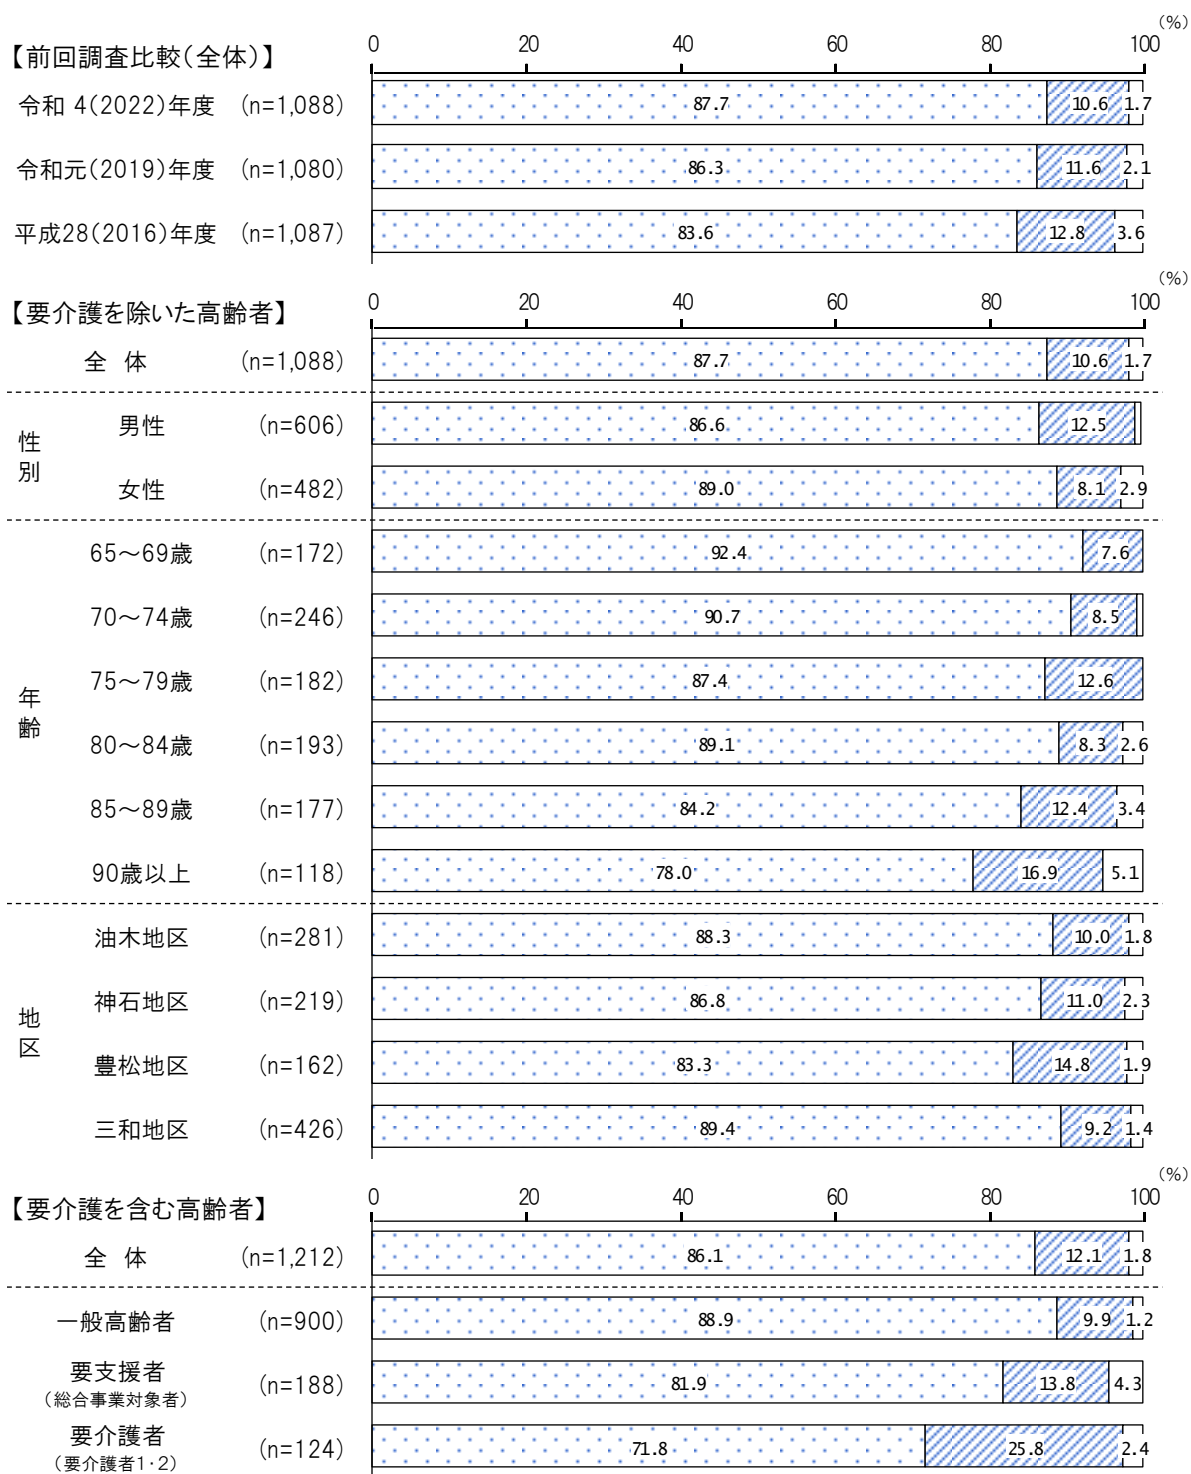 (%)
【前回調査比較(全体)】 0 20 40 60 80 100
令和 4(2022)年度 (n=1,088) 87.7 10.6 1.7
令和元(2019)年度 (n=1,080) 86.3 11.6 2.1
平成28(2016)年度 (n=1,087) 83.6 12.8 3.6
(%)
【要介護を除いた高齢者】 0 20 40 60 80 100
全 体 (n=1,088) 87.7 10.6 1.7
性別
男性 (n=606) 86.6 12.5
女性 (n=482) 89.0 8.1 2.9
年齢
65～69歳 (n=172) 92.4 7.6
70～74歳 (n=246) 90.7 8.5
75～79歳 (n=182) 87.4 12.6
80～84歳 (n=193) 89.1 8.3 2.6
85～89歳 (n=177) 84.2 12.4 3.4
90歳以上 (n=118) 78.0 16.9 5.1
地区
油木地区 (n=281) 88.3 10.0 1.8
神石地区 (n=219) 86.8 11.0 2.3
豊松地区 (n=162) 83.3 14.8 1.9
三和地区 (n=426) 89.4 9.2 1.4
(%)
【要介護を含む高齢者】 0 20 40 60 80 100
全 体 (n=1,212) 86.1 12.1 1.8
一般高齢者 (n=900) 88.9 9.9 1.2
要支援者
(総合事業対象者) (n=188) 81.9 13.8 4.3
要介護者
(要介護者1･2) (n=124) 71.8 25.8 2.4